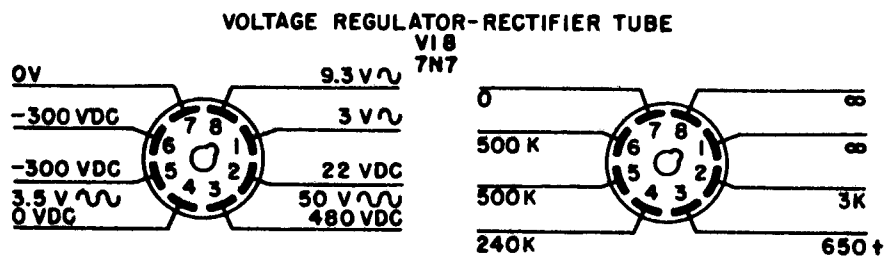 VOLTAGE REGULATOR-RECTIFIER TUBE
V18
7N7
0V
9.3 V ∿
-300 VDC
3 V ∿
-300 VDC
22 VDC
3.5 V ∿∿
50 V ∿∿
0 VDC
480 VDC
7 8
6 1
5 2
4 3
0
∞
500 K
∞
500K
3K
240K
650†
7 8
6 1
5 2
4 3